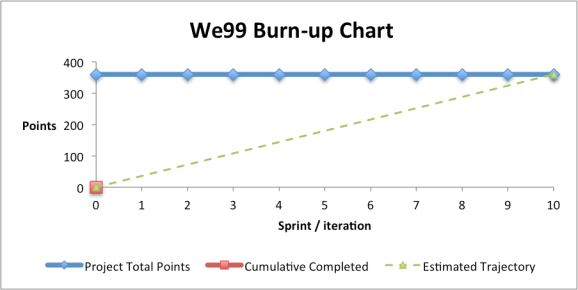 We99 Burn-up Chart
400
300
200
100
0
Points
0 1 2 3 4 5 6 7 8 9 10
Sprint / iteration
Project Total Points Cumulative Completed Estimated Trajectory